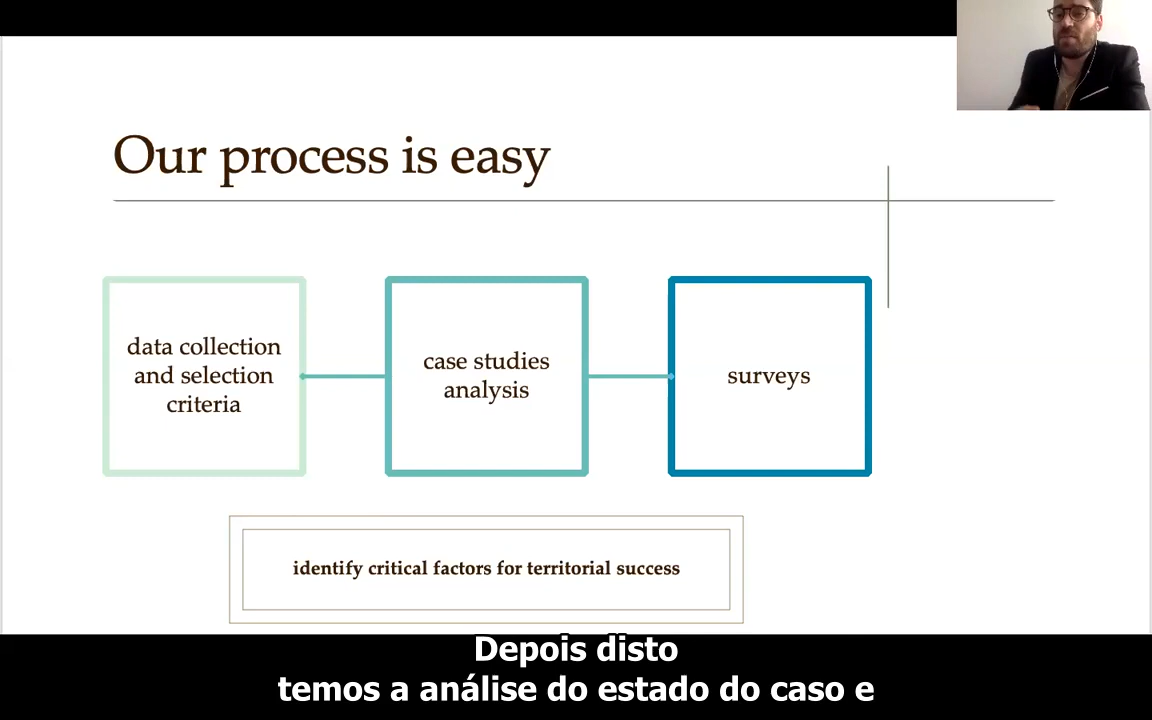 Our process is easy
data collection
and selection
criteria
case studies
analysis
surveys
identify critical factors for territorial success
Depois disto
temos a análise do estado do caso e